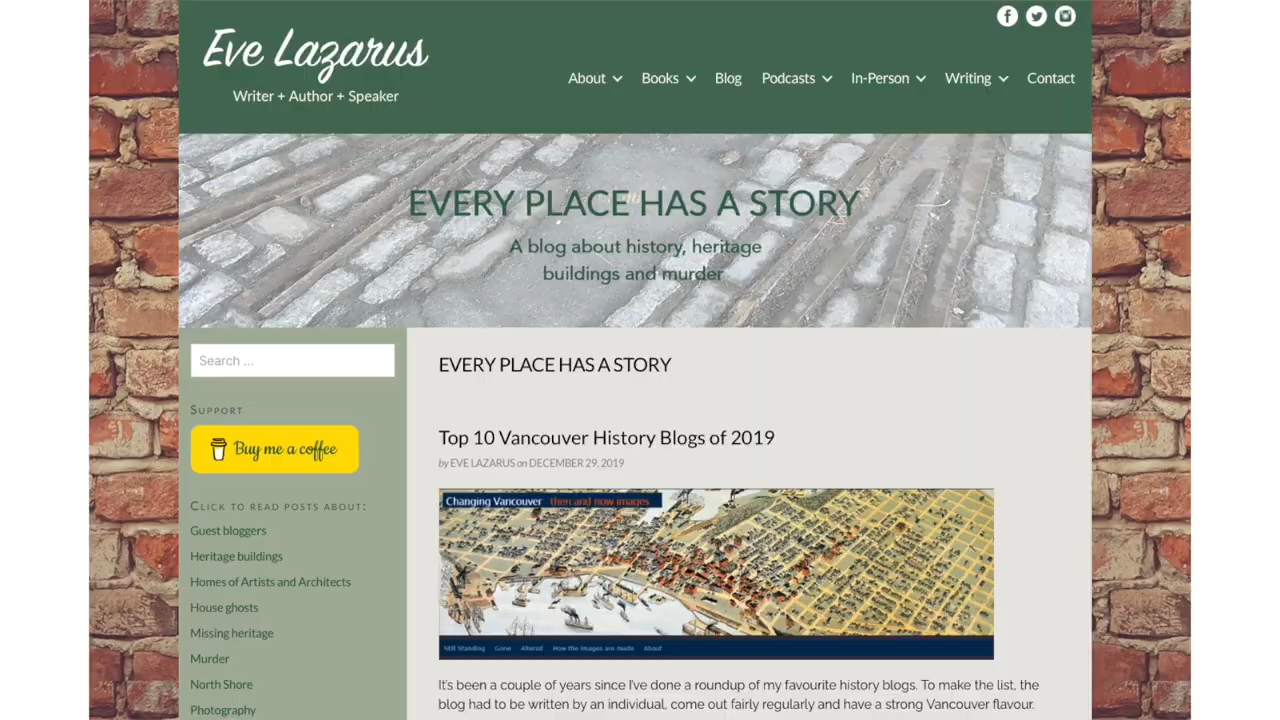 Eve Lazarus
Writer + Author + Speaker
About Books Blog Podcasts In-Person Writing Contact
EVERY PLACE HAS A STORY
A blog about history, heritage
buildings and murder
Search ...
SUPPORT
Buy me a coffee
CLICK TO READ POSTS ABOUT:
Guest bloggers
Heritage buildings
Homes of Artists and Architects
House ghosts
Missing heritage
Murder
North Shore
Photography
EVERY PLACE HAS A STORY
Top 10 Vancouver History Blogs of 2019
by EVE LAZARUS on DECEMBER 29, 2019
Changing Vancouver then and now images
Still Standing Gone Altered How the images are made About
It's been a couple of years since I've done a roundup of my favourite history blogs. To make the list, the
blog had to be written by an individual, come out fairly regularly and have a strong Vancouver flavour.